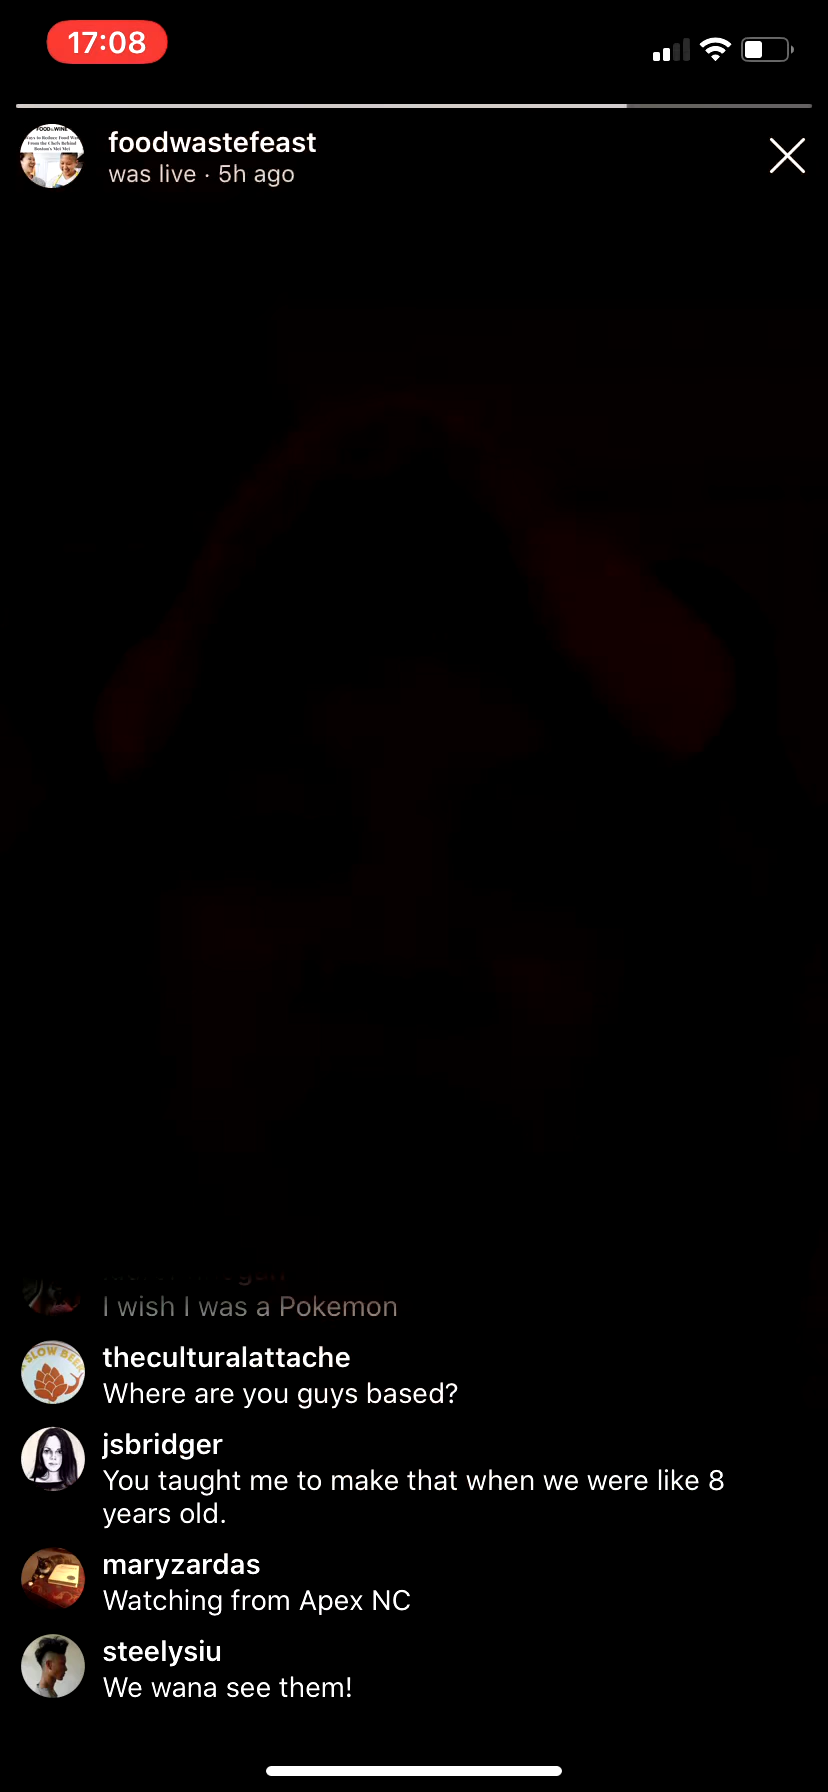 17:08
foodwastefeast
was live · 5h ago
I wish I was a Pokemon
theculturalattache
Where are you guys based?
jsbridger
You taught me to make that when we were like 8
years old.
maryzardas
Watching from Apex NC
steelysiu
We wana see them!